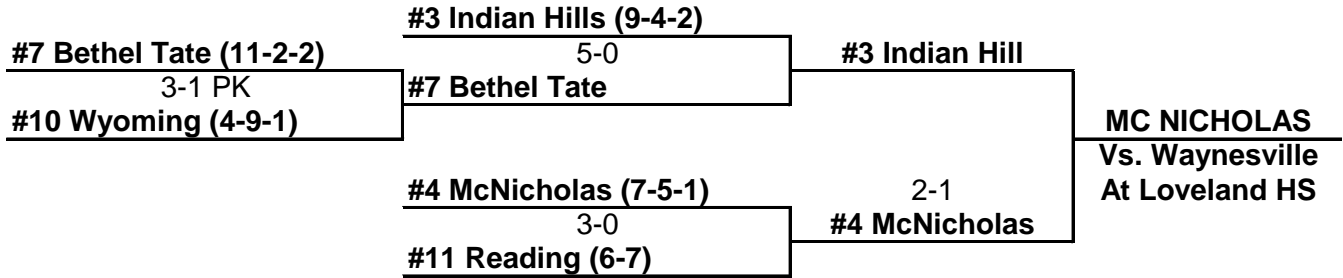 #3 Indian Hills (9-4-2)
#7 Bethel Tate (11-2-2)
5-0
#3 Indian Hill
3-1 PK
#7 Bethel Tate
#10 Wyoming (4-9-1)
MC NICHOLAS
Vs. Waynesville
#4 McNicholas (7-5-1)
2-1
At Loveland HS
3-0
#4 McNicholas
#11 Reading (6-7)